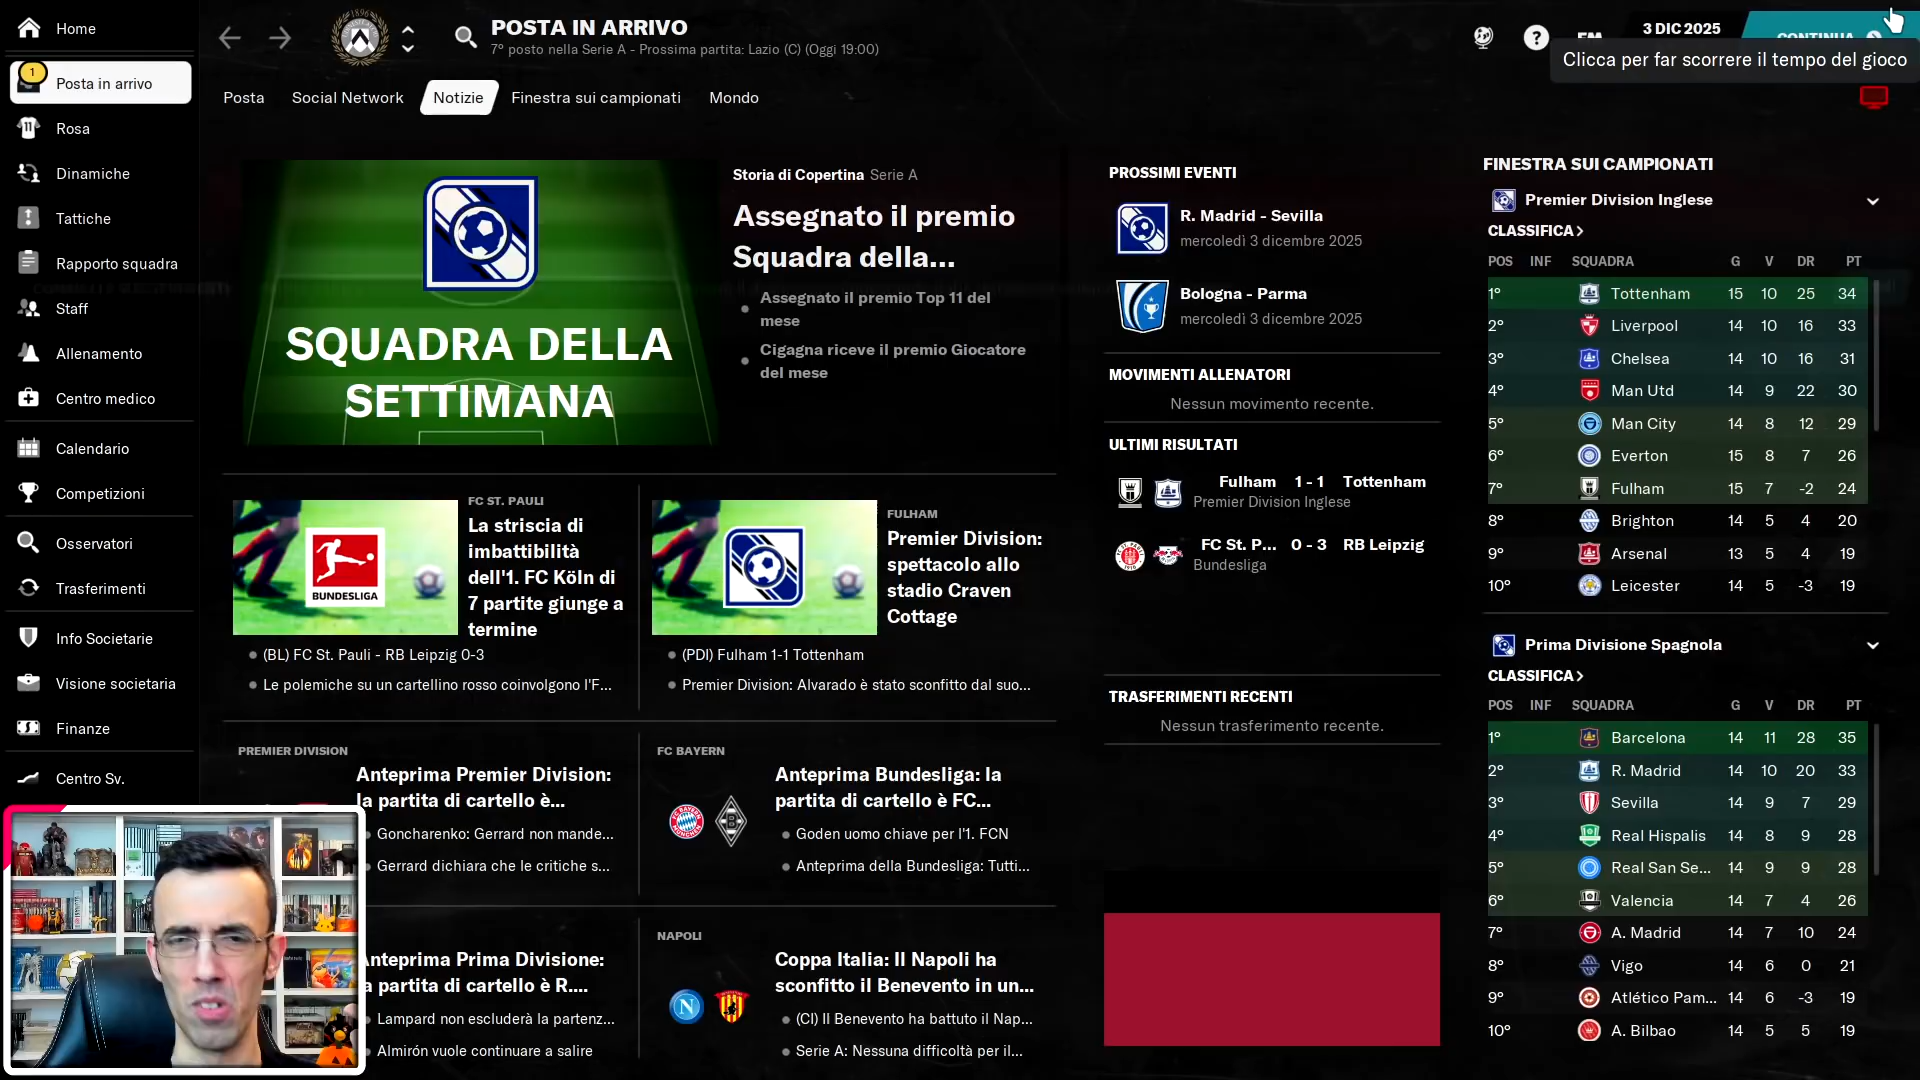 Home
1
Posta in arrivo
Rosa
Dinamiche
Tattiche
Rapporto squadra
Staff
Allenamento
Centro medico
Calendario
Competizioni
Osservatori
Trasferimenti
Info Societarie
Visione societaria
Finanze
Centro Sv.
POSTA IN ARRIVO
7° posto nella Serie A - Prossima partita: Lazio (C) (Oggi 19:00)
3 DIC 2025
Clicca per far scorrere il tempo del gioco
Posta
Social Network
Notizie
Finestra sui campionati
Mondo
SQUADRA DELLA
SETTIMANA
Storia di Copertina Serie A
Assegnato il premio
Squadra della...
Assegnato il premio Top 11 del
mese
Cigagna riceve il premio Giocatore
del mese
BUNDESLIGA
FC ST. PAULI
La striscia di
imbattibilità
dell'1. FC Köln di
7 partite giunge a
termine
(BL) FC St. Pauli - RB Leipzig 0-3
Le polemiche su un cartellino rosso coinvolgono l'F...
FULHAM
Premier Division:
spettacolo allo
stadio Craven
Cottage
(PDI) Fulham 1-1 Tottenham
Premier Division: Alvarado è stato sconfitto dal suo...
PREMIER DIVISION
Anteprima Premier Division:
la partita di cartello è...
Goncharenko: Gerrard non mande...
Gerrard dichiara che le critiche s...
FC BAYERN
Anteprima Bundesliga: la
partita di cartello è FC...
Goden uomo chiave per l'1. FCN
Anteprima della Bundesliga: Tutti...
Anteprima Prima Divisione:
la partita di cartello è R....
Lampard non escluderà la partenz...
Almirón vuole continuare a salire
NAPOLI
Coppa Italia: Il Napoli ha
sconfitto il Benevento in un...
(CI) Il Benevento ha battuto il Nap...
Serie A: Nessuna difficoltà per il...
PROSSIMI EVENTI
R. Madrid - Sevilla
mercoledì 3 dicembre 2025
Bologna - Parma
mercoledì 3 dicembre 2025
MOVIMENTI ALLENATORI
Nessun movimento recente.
ULTIMI RISULTATI
Fulham 1 - 1 Tottenham
Premier Division Inglese
FC St. P... 0 - 3 RB Leipzig
Bundesliga
TRASFERIMENTI RECENTI
Nessun trasferimento recente.
FINESTRA SUI CAMPIONATI
Premier Division Inglese
CLASSIFICA >
POS INF SQUADRA G V DR PT
1° Tottenham 15 10 25 34
2° Liverpool 14 10 16 33
3° Chelsea 14 10 16 31
4° Man Utd 14 9 22 30
5° Man City 14 8 12 29
6° Everton 15 8 7 26
7° Fulham 15 7 -2 24
8° Brighton 14 5 4 20
9° Arsenal 13 5 4 19
10° Leicester 14 5 -3 19
Prima Divisione Spagnola
CLASSIFICA >
POS INF SQUADRA G V DR PT
1° Barcelona 14 11 28 35
2° R. Madrid 14 10 20 33
3° Sevilla 14 9 7 29
4° Real Hispalis 14 8 9 28
5° Real San Se... 14 9 9 28
6° Valencia 14 7 4 26
7° A. Madrid 14 7 10 24
8° Vigo 14 6 0 21
9° Atlético Pam... 14 6 -3 19
10° A. Bilbao 14 5 5 19